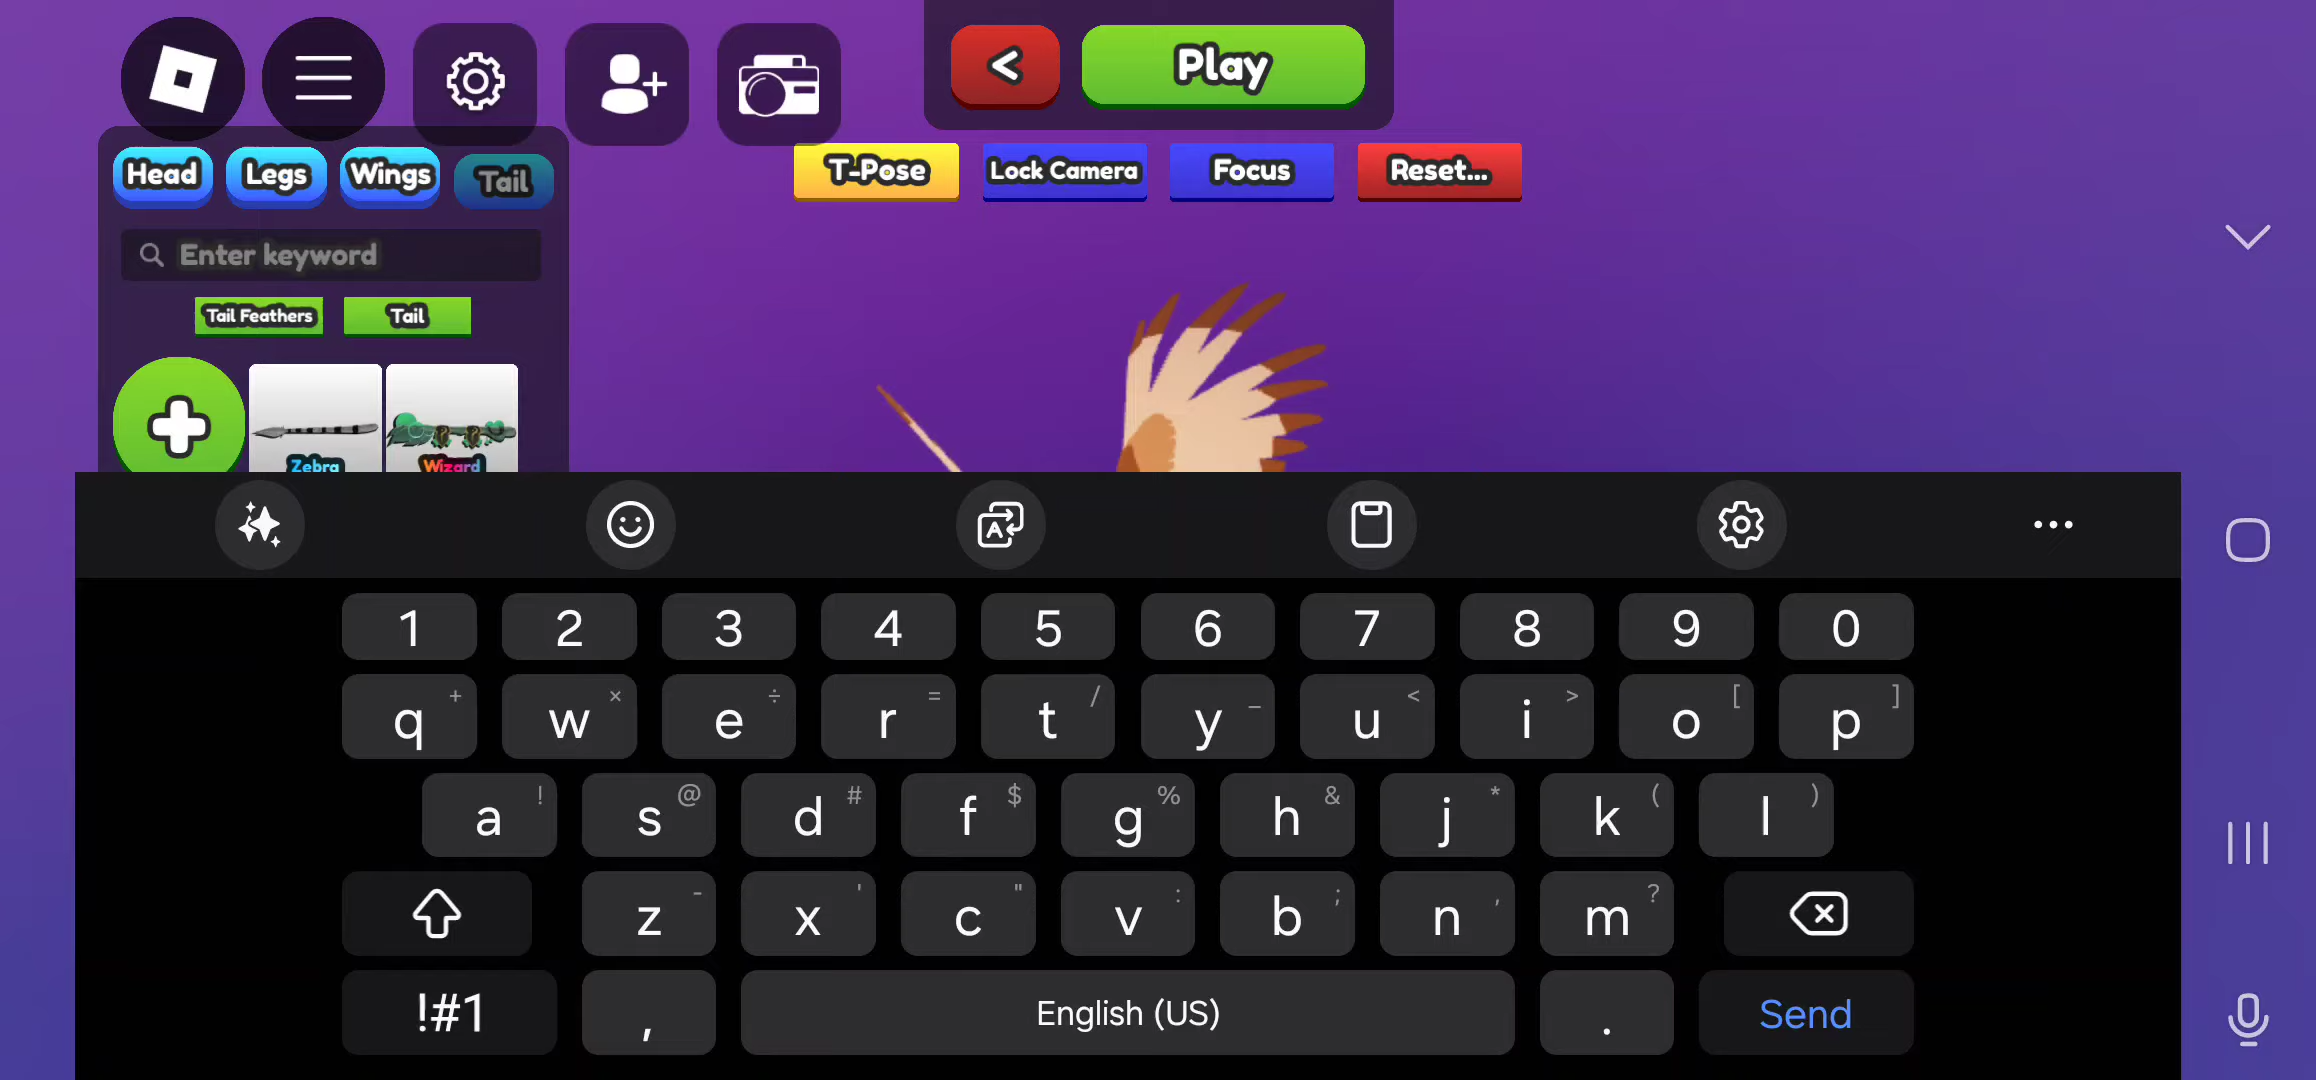 < Play
Head Legs Wings Tail
T-Pose Lock Camera Focus Reset...
Enter keyword
Tail Feathers Tail
Zebra Wizard
1 2 3 4 5 6 7 8 9 0
q + w × e ÷ r = t / y _ u < i > o [ p ]
a ! s @ d # f $ g % h & j * k ( l )
z - x ' c " v : b ; n , m ?
!#1 , English (US) . Send